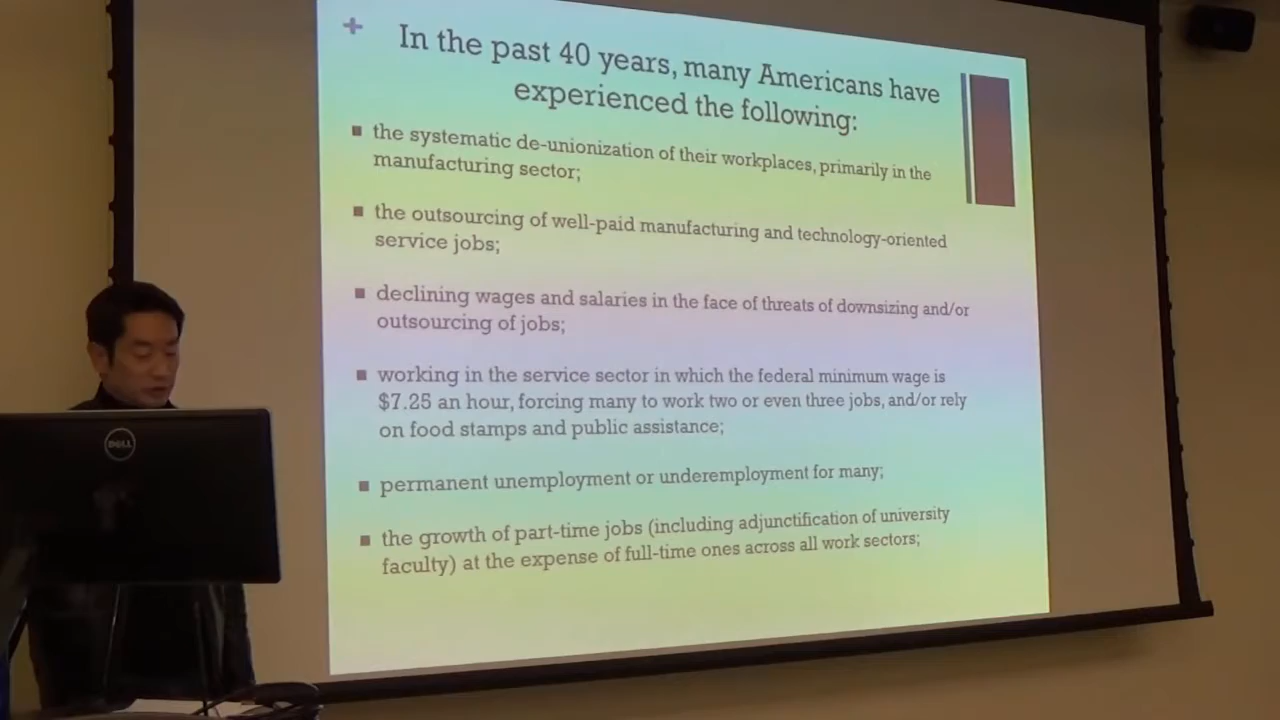 + In the past 40 years, many Americans have
experienced the following:
■ the systematic de-unionization of their workplaces, primarily in the
manufacturing sector;
■ the outsourcing of well-paid manufacturing and technology-oriented
service jobs;
■ declining wages and salaries in the face of threats of downsizing and/or
outsourcing of jobs;
■ working in the service sector in which the federal minimum wage is
$7.25 an hour, forcing many to work two or even three jobs, and/or rely
on food stamps and public assistance;
■ permanent unemployment or underemployment for many;
■ the growth of part-time jobs (including adjunctification of university
faculty) at the expense of full-time ones across all work sectors;
DELL